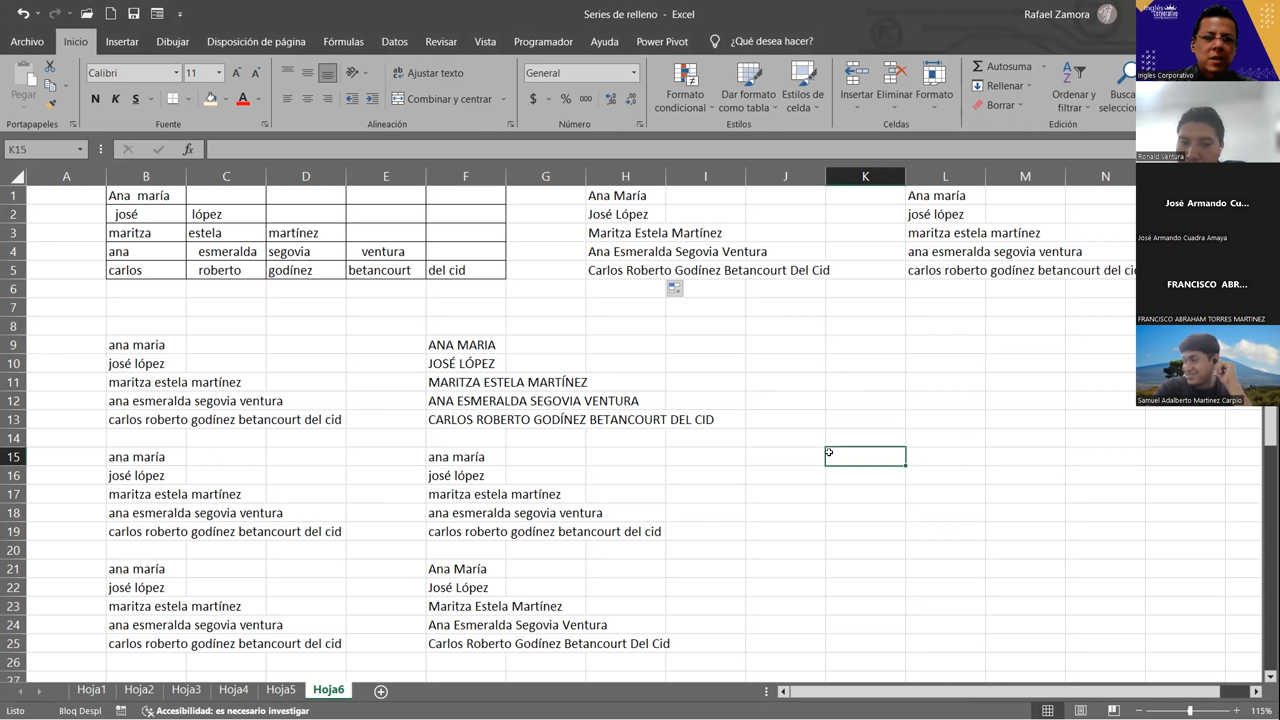 Series de relleno - Excel
Rafael Zamora
Archivo Inicio Insertar Dibujar Disposición de página Fórmulas Datos Revisar Vista Programador Ayuda Power Pivot ¿Qué desea hacer?
Pegar
Calibri 11
N K S
Ajustar texto
Combinar y centrar
General
$ % 000
Formato condicional
Dar formato como tabla
Estilos de celda
Insertar Eliminar Formato
Autosuma
Rellenar
Borrar
Ordenar y filtrar
Portapapeles Fuente Alineación Número Estilos Celdas Edición
K15 fx
A B C D E F G H I J K L M N
1 Ana maría Ana María Ana maría
2 josé lópez José López josé lópez
3 maritza estela martínez Maritza Estela Martínez maritza estela martínez
4 ana esmeralda segovia ventura Ana Esmeralda Segovia Ventura ana esmeralda segovia ventura
5 carlos roberto godínez betancourt del cid Carlos Roberto Godínez Betancourt Del Cid carlos roberto godínez betancourt del ci
6
7
8
9 ana maria ANA MARIA
10 josé lópez JOSÉ LÓPEZ
11 maritza estela martínez MARITZA ESTELA MARTÍNEZ
12 ana esmeralda segovia ventura ANA ESMERALDA SEGOVIA VENTURA
13 carlos roberto godínez betancourt del cid CARLOS ROBERTO GODÍNEZ BETANCOURT DEL CID
14
15 ana maría ana maría
16 josé lópez josé lópez
17 maritza estela martínez maritza estela martínez
18 ana esmeralda segovia ventura ana esmeralda segovia ventura
19 carlos roberto godínez betancourt del cid carlos roberto godínez betancourt del cid
20
21 ana maría Ana María
22 josé lópez José López
23 maritza estela martínez Maritza Estela Martínez
24 ana esmeralda segovia ventura Ana Esmeralda Segovia Ventura
25 carlos roberto godínez betancourt del cid Carlos Roberto Godínez Betancourt Del Cid
26
Hoja1 Hoja2 Hoja3 Hoja4 Hoja5 Hoja6
Listo Bloq Despl Accesibilidad: es necesario investigar 115%
Inglés corporativo
Ingles Corporativo
Ronald Ventura
José Armando Cu...
José Armando Cuadra Amaya
FRANCISCO ABR...
FRANCISCO ABRAHAM TORRES MARTINEZ
Samuel Adalberto Martinez Carpio